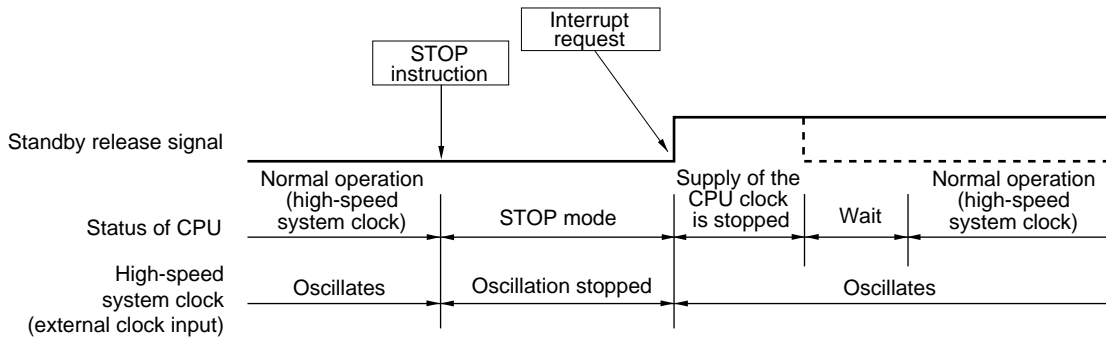 Interrupt
request
STOP
instruction
Standby release signal
Normal operation
(high-speed
system clock)
Supply of the
CPU clock
is stopped
Normal operation
(high-speed
system clock)
Status of CPU
STOP mode
Wait
High-speed
system clock
(external clock input)
Oscillates
Oscillation stopped
Oscillates